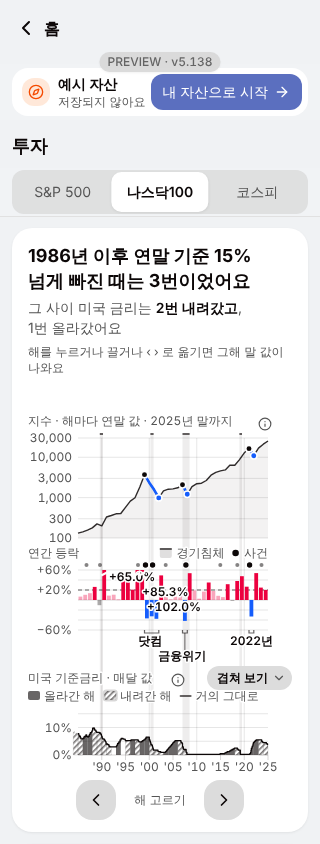 홈
PREVIEW · v5.138
예시 자산
저장되지 않아요
내 자산으로 시작 →
투자
S&P 500
나스닥100
코스피
1986년 이후 연말 기준 15%
넘게 빠진 때는 3번이었어요
그 사이 미국 금리는 2번 내려갔고,
1번 올라갔어요
해를 누르거나 끌거나 ‹ › 로 옮기면 그해 말 값이
나와요
지수 · 해마다 연말 값 · 2025년 말까지
30,000
10,000
3,000
1,000
300
100
연간 등락
경기침체 ● 사건
+60%
+20%
−60%
+65.0%
+85.3%
+102.0%
닷컴
금융위기
2022년
미국 기준금리 · 매달 값
겹쳐 보기
올라간 해 내려간 해 거의 그대로
10%
0%
'90 '95 '00 '05 '10 '15 '20 '25
해 고르기